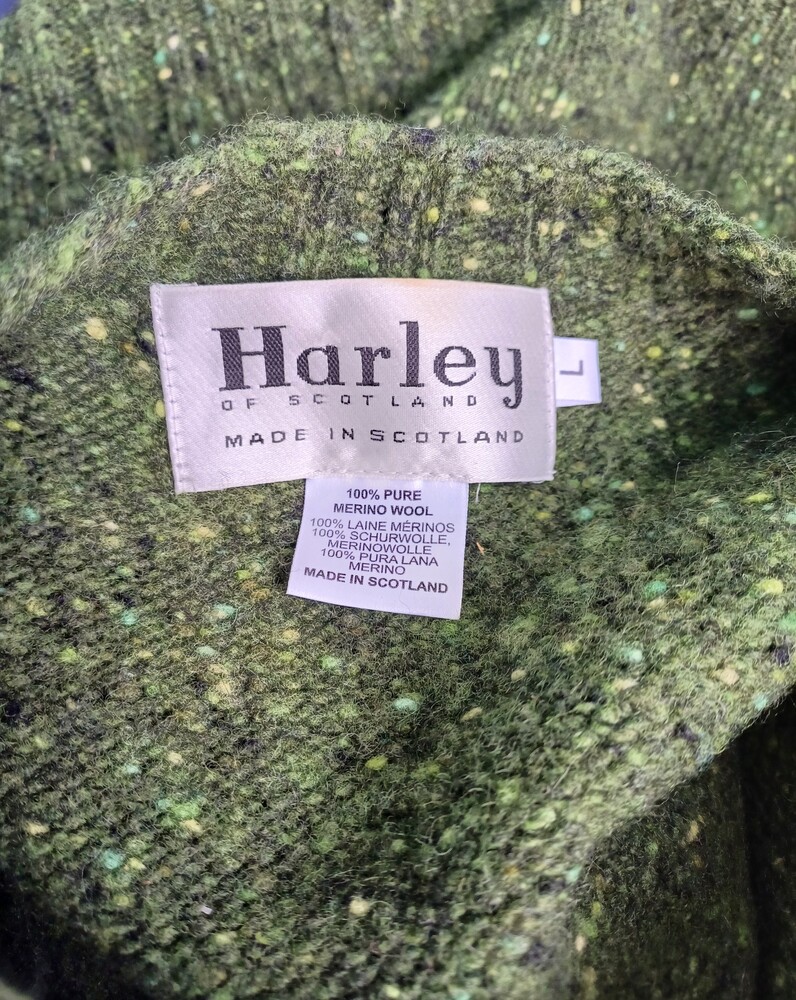 Harley
OF SCOTLAND
MADE IN SCOTLAND
L
100% PURE
MERINO WOOL
100% LAINE MÉRINOS
100% SCHURWOLLE,
MERINOWOLLE
100% PURA LANA
MERINO
MADE IN SCOTLAND